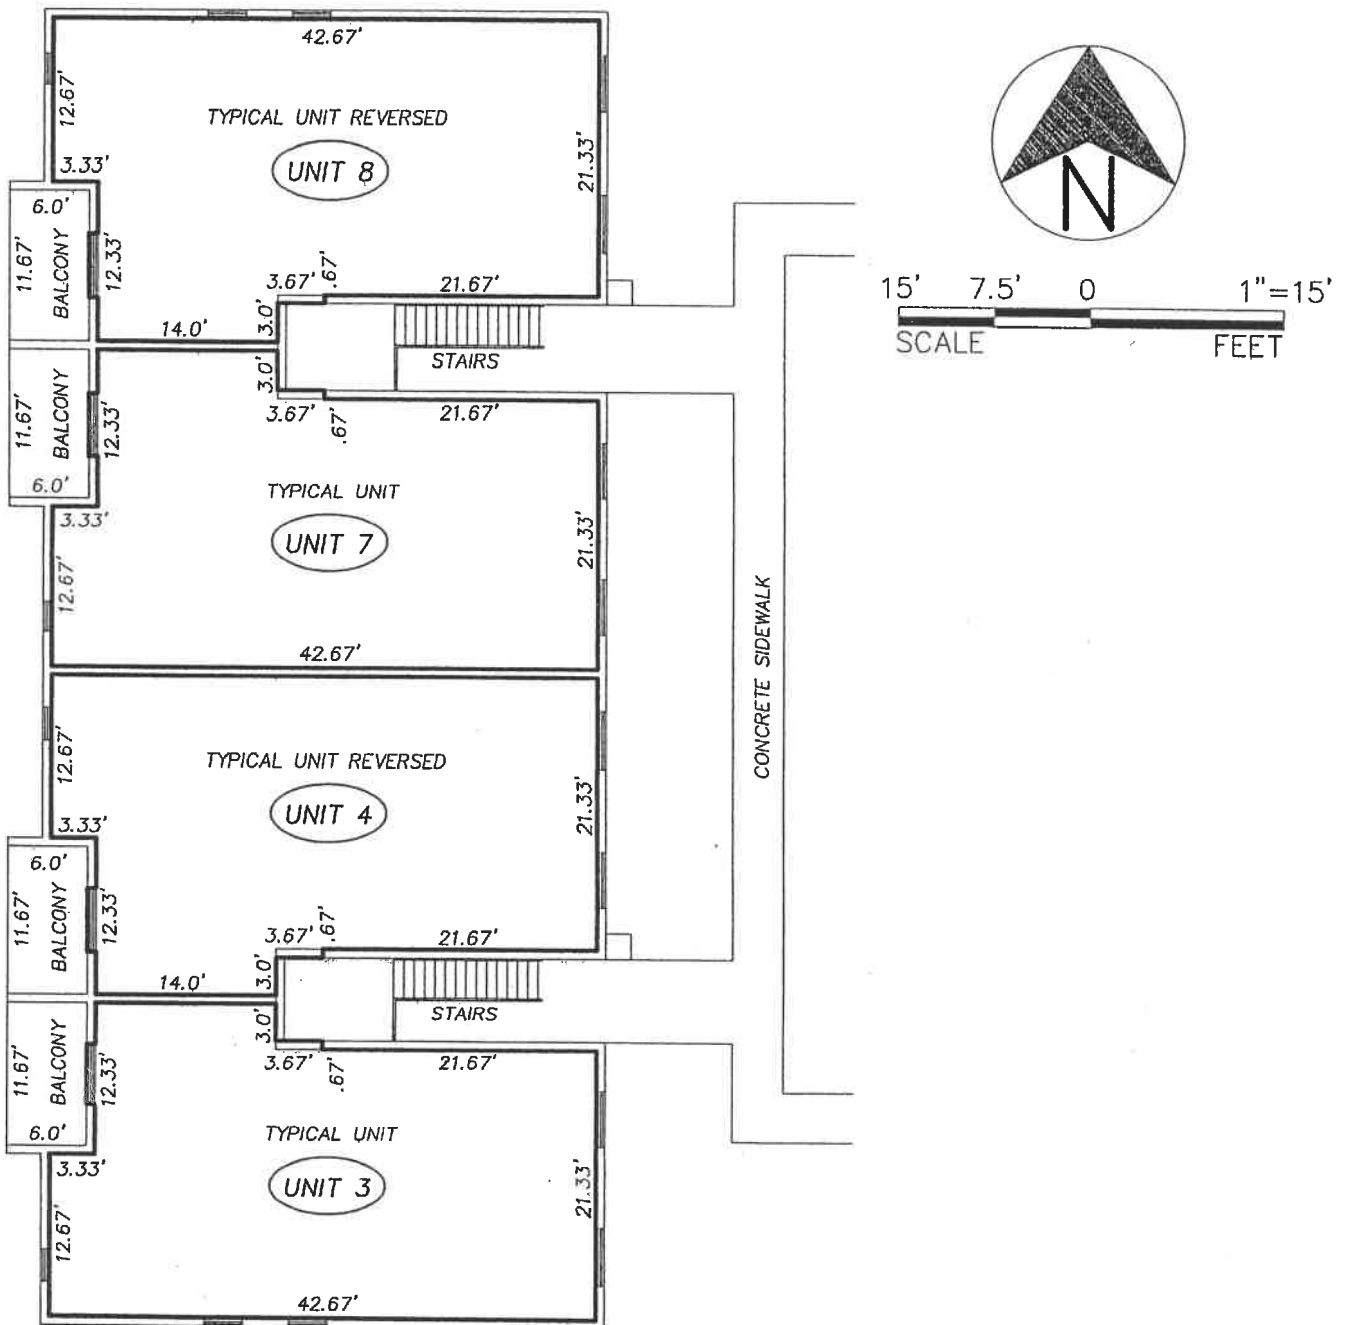 42.67'
12.67'
TYPICAL UNIT REVERSED
UNIT 8
21.33'
3.33'
6.0'
11.67'
BALCONY
12.33'
3.67'
.67'
21.67'
14.0'
3.0'
STAIRS
N
15' 7.5' 0 1"=15'
SCALE FEET
3.0'
3.67'
.67'
21.67'
11.67'
BALCONY
12.33'
6.0'
3.33'
TYPICAL UNIT
UNIT 7
21.33'
12.67'
42.67'
CONCRETE SIDEWALK
12.67'
TYPICAL UNIT REVERSED
UNIT 4
21.33'
3.33'
6.0'
11.67'
BALCONY
12.33'
3.67'
.67'
21.67'
14.0'
3.0'
STAIRS
3.0'
3.67'
.67'
21.67'
11.67'
BALCONY
12.33'
6.0'
3.33'
TYPICAL UNIT
UNIT 3
21.33'
12.67'
42.67'